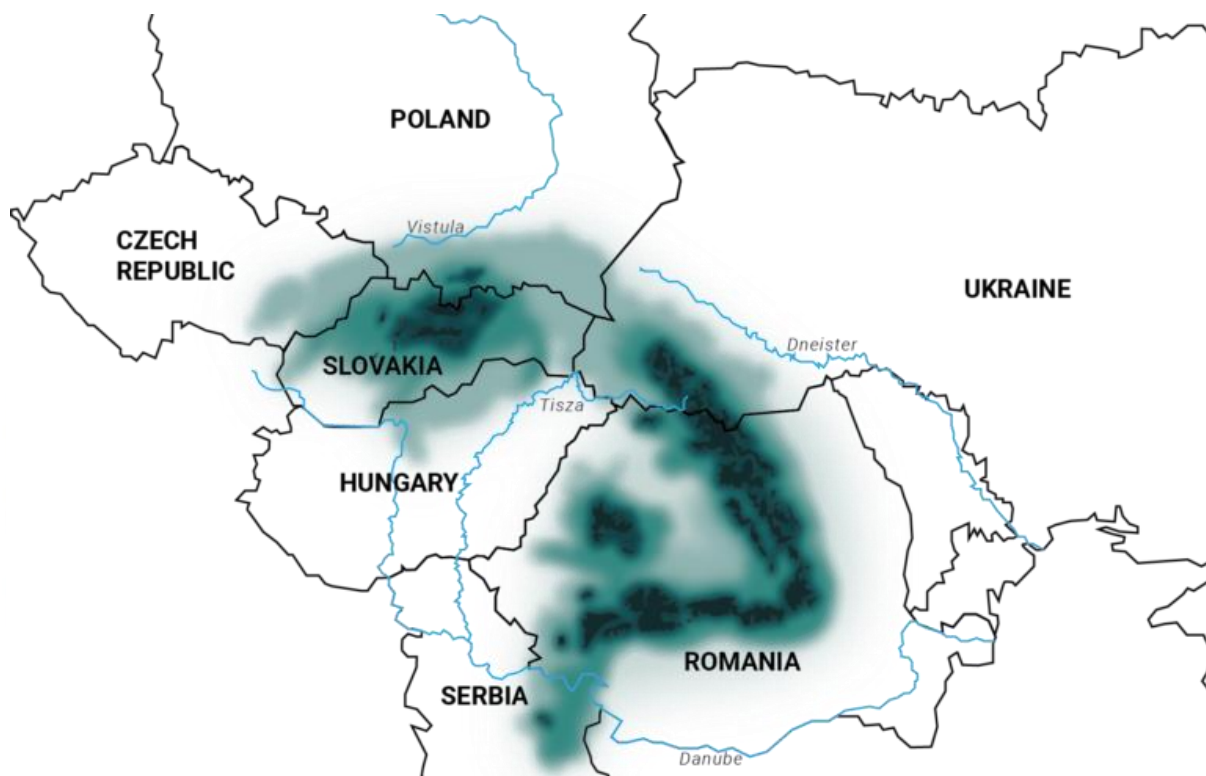 POLAND
Vistula
CZECH
REPUBLIC
UKRAINE
Dneister
SLOVAKIA
Tisza
HUNGARY
ROMANIA
SERBIA
Danube